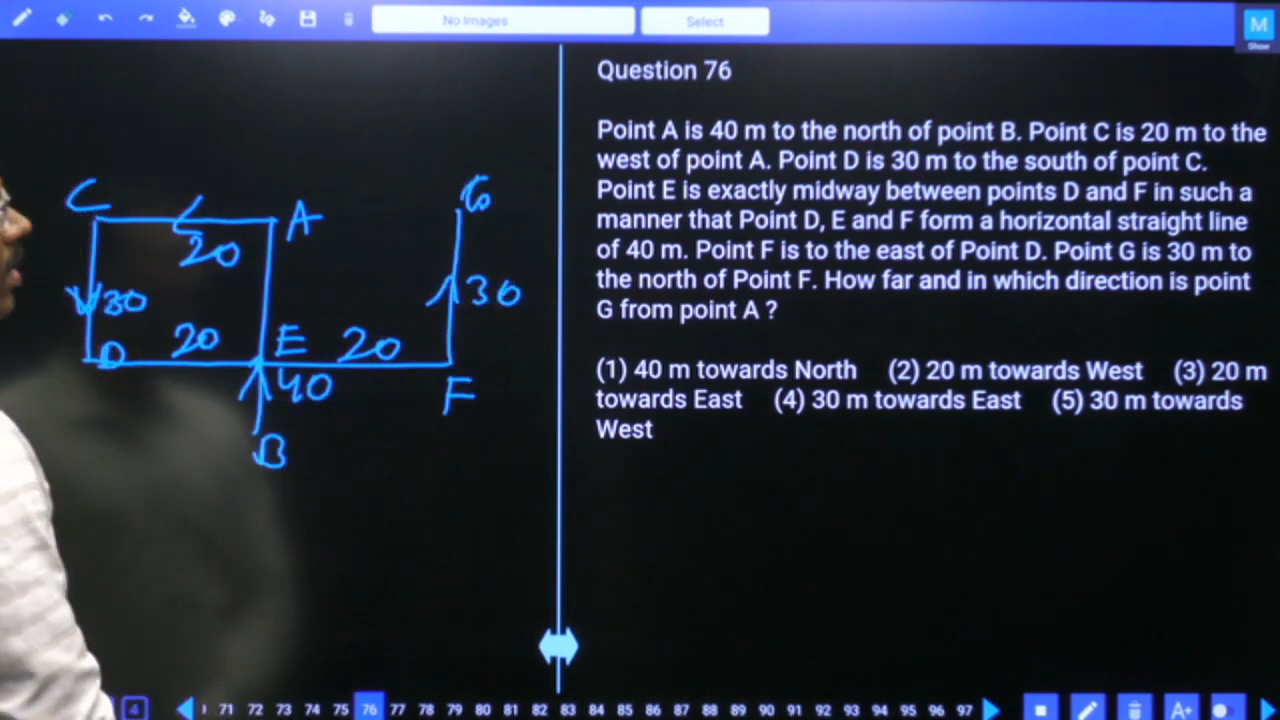 No Images
Select
M
Show
Question 76
Point A is 40 m to the north of point B. Point C is 20 m to the
west of point A. Point D is 30 m to the south of point C.
Point E is exactly midway between points D and F in such a
manner that Point D, E and F form a horizontal straight line
of 40 m. Point F is to the east of Point D. Point G is 30 m to
the north of Point F. How far and in which direction is point
G from point A ?
(1) 40 m towards North (2) 20 m towards West (3) 20 m
towards East (4) 30 m towards East (5) 30 m towards
West
C
A
G
20
30
30
D
20
E
20
40
F
B
4
71 72 73 74 75 76 77 78 79 80 81 82 83 84 85 86 87 88 89 90 91 92 93 94 95 96 97
A+